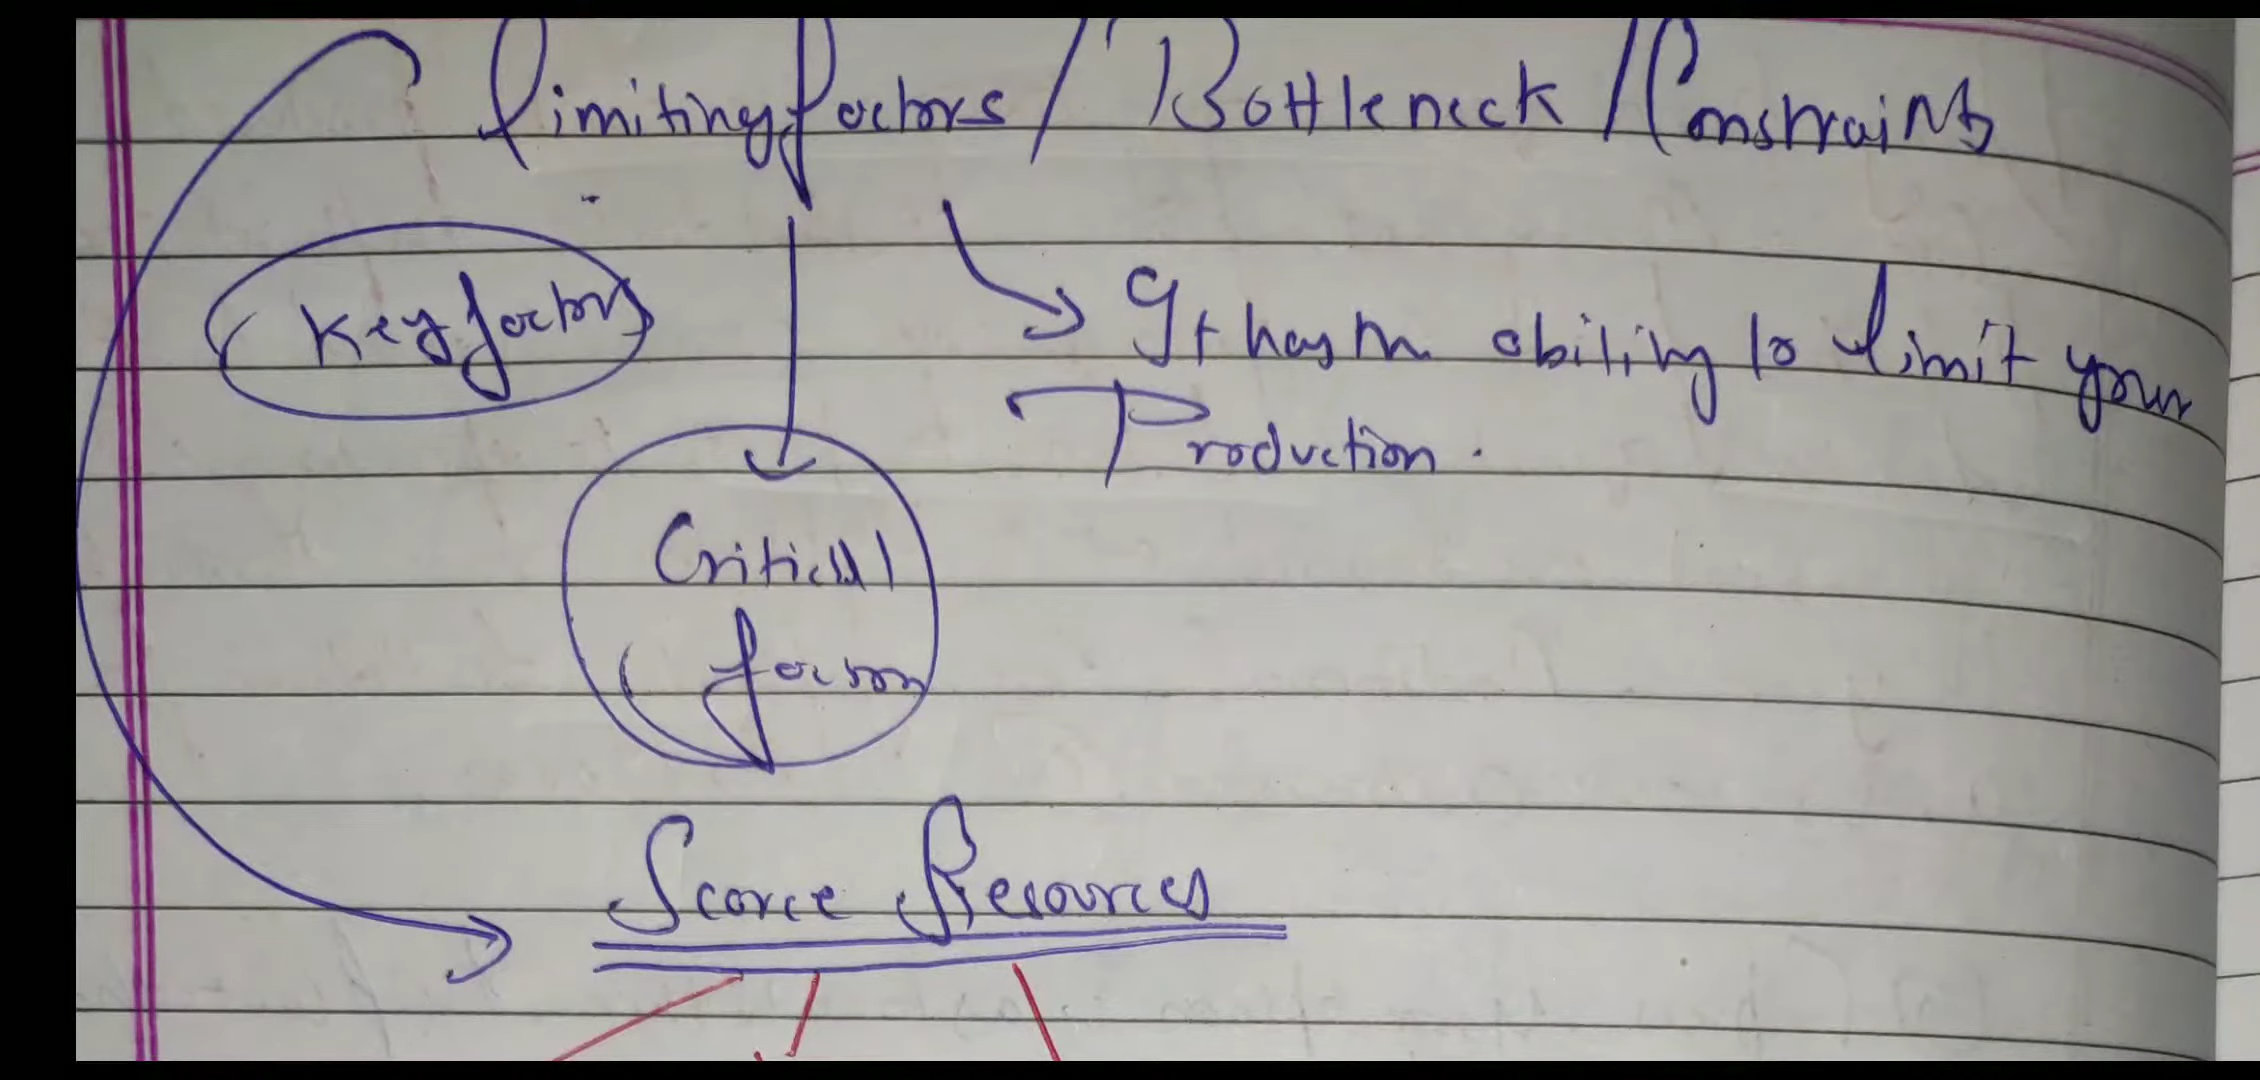 limiting factors / Bottleneck / Constraints
Key factors
It has the ability to limit your
Production.
Critical
factors
Scarce Resources